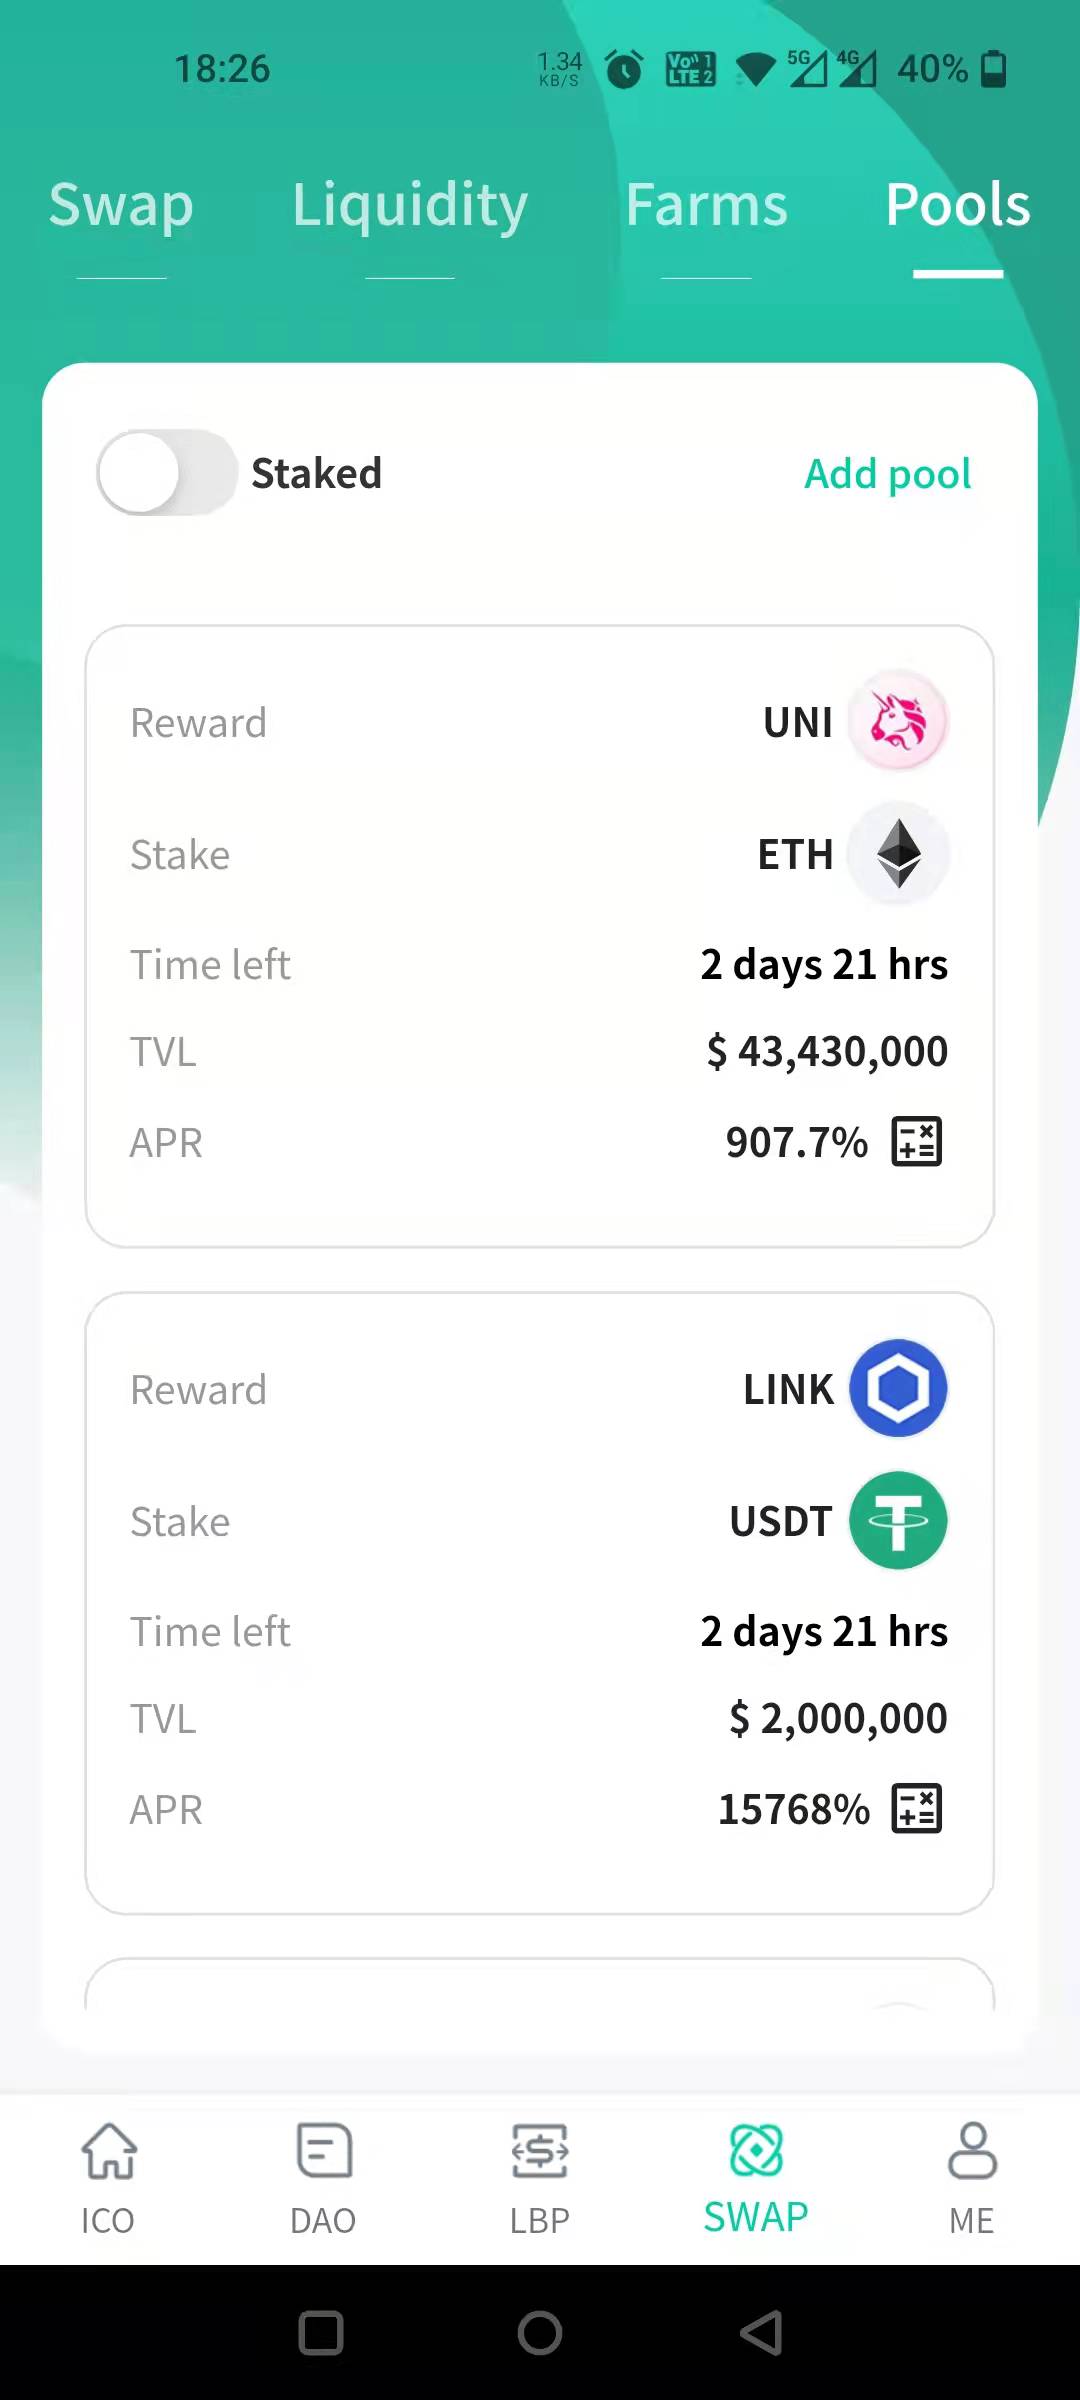 18:26
1.34
KB/S
Vo 1
LTE 2
5G
4G
40%
Swap
Liquidity
Farms
Pools
Staked
Add pool
Reward
UNI
Stake
ETH
Time left
2 days 21 hrs
TVL
$ 43,430,000
APR
907.7%
Reward
LINK
Stake
USDT
Time left
2 days 21 hrs
TVL
$ 2,000,000
APR
15768%
ICO
DAO
LBP
SWAP
ME